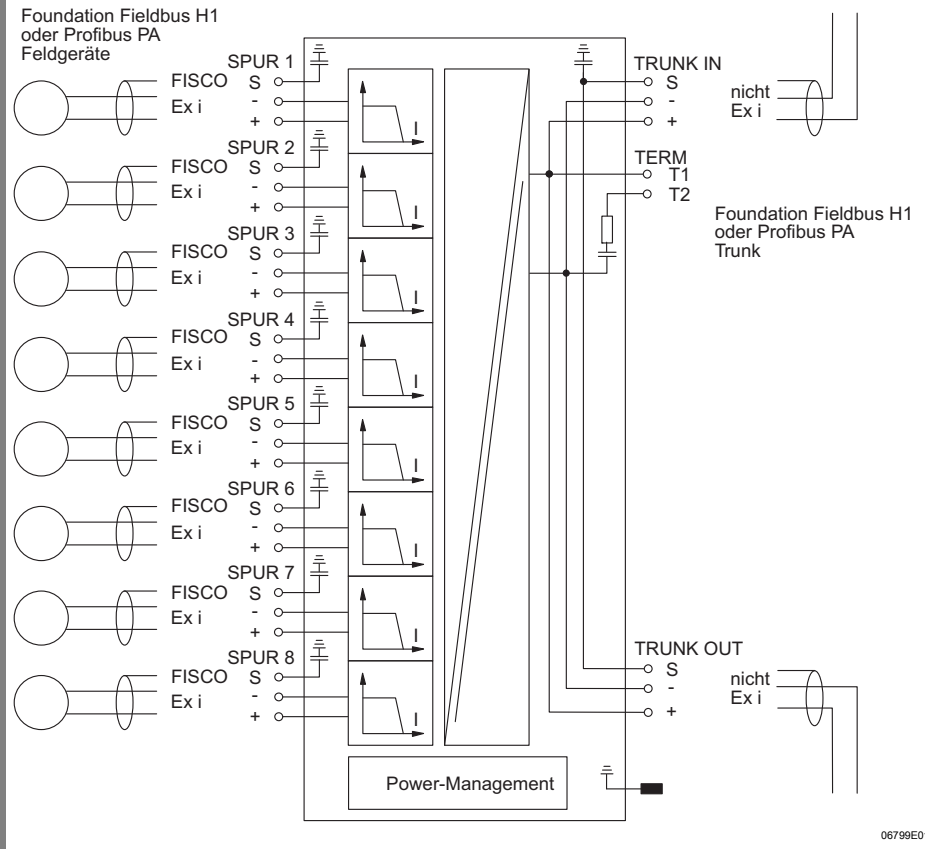 Foundation Fieldbus H1
oder Profibus PA
Feldgeräte
SPUR 1
FISCO S
Ex i -
+
SPUR 2
FISCO S
Ex i -
+
SPUR 3
FISCO S
Ex i -
+
SPUR 4
FISCO S
Ex i -
+
SPUR 5
FISCO S
Ex i -
+
SPUR 6
FISCO S
Ex i -
+
SPUR 7
FISCO S
Ex i -
+
SPUR 8
FISCO S
Ex i -
+
I
I
I
I
I
I
I
I
Power-Management
TRUNK IN
S
-
+
nicht
Ex i
TERM
T1
T2
Foundation Fieldbus H1
oder Profibus PA
Trunk
TRUNK OUT
S
-
+
nicht
Ex i